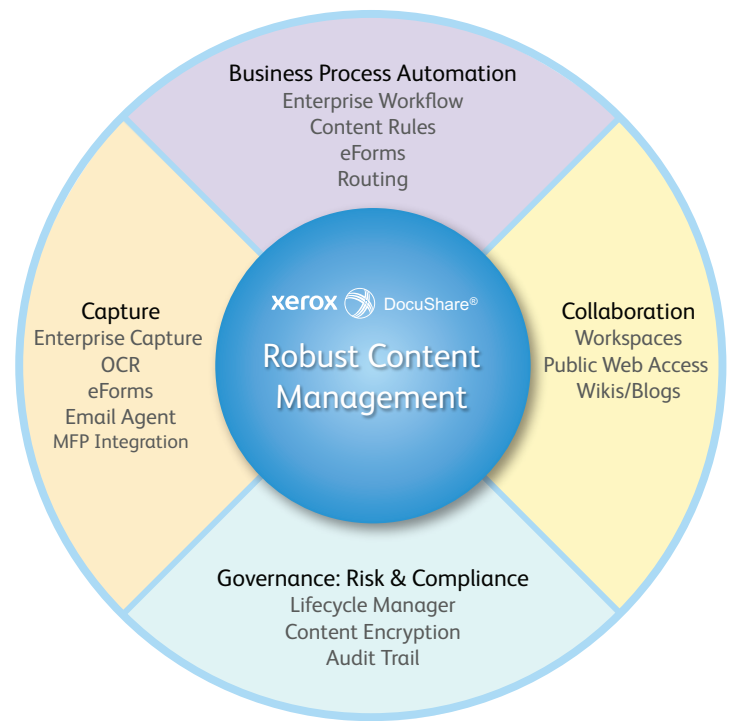 Business Process Automation
Enterprise Workflow
Content Rules
eForms
Routing
Capture
Enterprise Capture
OCR
eForms
Email Agent
MFP Integration
xerox DocuShare®
Robust Content
Management
Collaboration
Workspaces
Public Web Access
Wikis/Blogs
Governance: Risk & Compliance
Lifecycle Manager
Content Encryption
Audit Trail